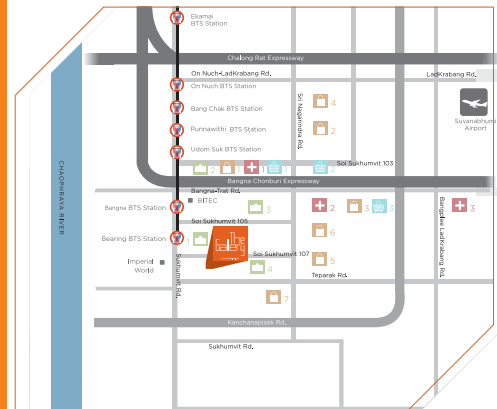 Ekamai
BTS Station
Chalong Rat Expressway
On Nuch-LadKrabang Rd.
LadKrabang Rd.
On Nuch BTS Station
Sri Nagarindra Rd.
4
Bang Chak BTS Station
Suvanabhumi
Airport
Punnawithi BTS Station
2
Udom Suk BTS Station
Soi Sukhumvit 103
2
1
1
1
2
Bangna Chonburi Expressway
CHAOPHRAYA RIVER
Bangna-Trat Rd.
BITEC
Bangna BTS Station
3
2
3
3
3
Soi Sukhumvit 105
Bangplee LadKrabang Rd.
Bearing BTS Station
1
The
Gallery
6
Imperial
World
Soi Sukhumvit 107
5
4
Teparak Rd.
Sukhumvit Rd.
7
Kanchanapisek Rd.
Sukhumvit Rd.